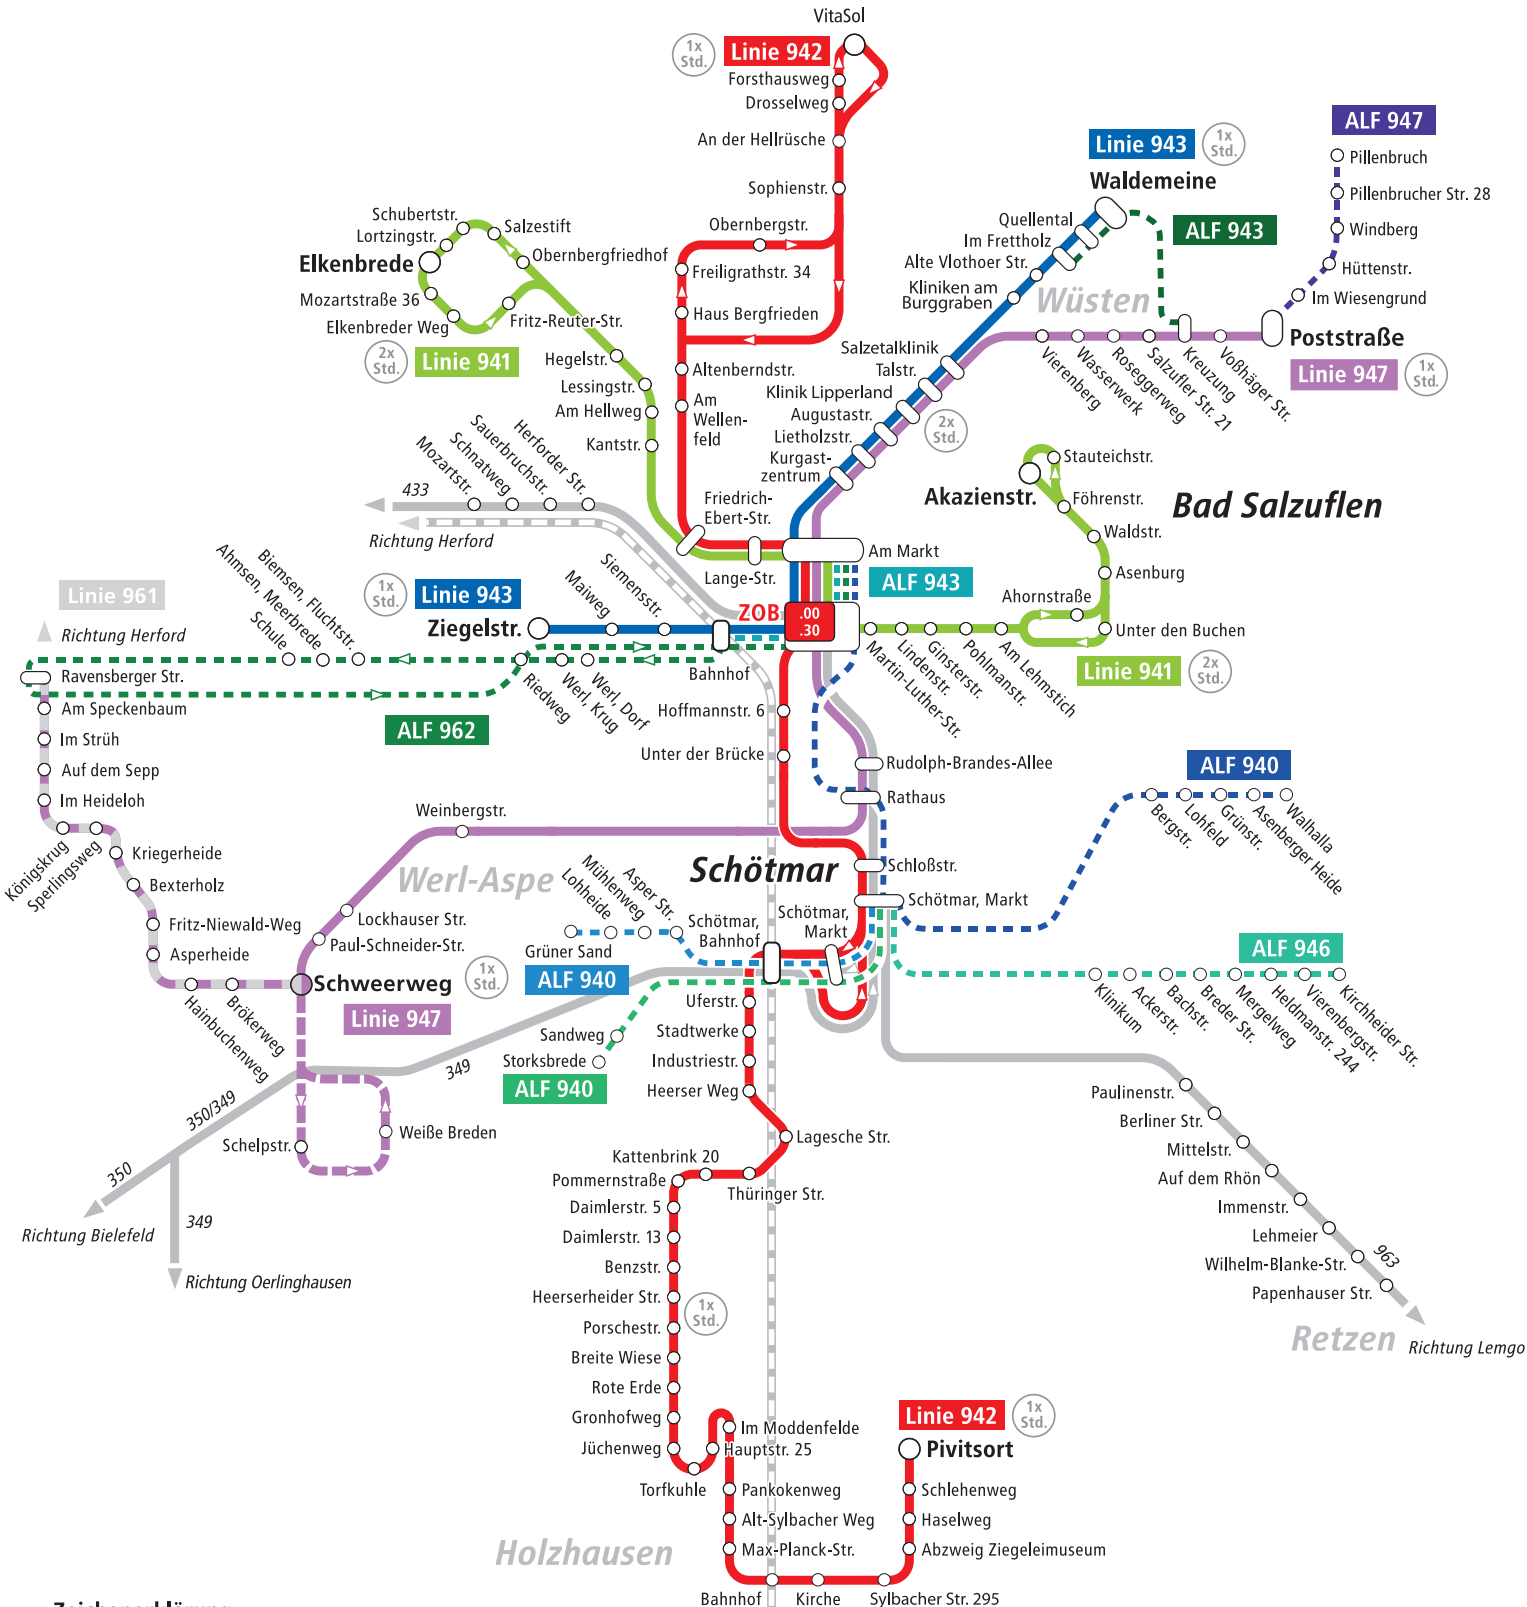 VitaSol
1x
Std.
Linie 942
Forsthausweg
Drosselweg
An der Hellrüsche
Sophienstr.
Obernbergstr.
Freiligrathstr. 34
Haus Bergfrieden
Altenberndstr.
Am
Wellen-
feld
Friedrich-
Ebert-Str.
Lange-Str.
Schubertstr.
Lortzingstr.
Salzestift
Obernbergfriedhof
Elkenbrede
Mozartstraße 36
Elkenbreder Weg
Fritz-Reuter-Str.
2x
Std.
Linie 941
Hegelstr.
Lessingstr.
Am Hellweg
Kantstr.
Linie 943
1x
Std.
Waldemeine
Quellental
Im Frettholz
Alte Vlothoer Str.
Kliniken am
Burggraben
Wüsten
ALF 943
ALF 947
Pillenbruch
Pillenbrucher Str. 28
Windberg
Hüttenstr.
Im Wiesengrund
Poststraße
Linie 947
1x
Std.
Vierenberg
Wasserwerk
Roseggerweg
Salzufler Str. 21
Kreuzung
Voßhäger Str.
Salzetalklinik
Talstr.
Klinik Lipperland
Augustastr.
Lietholzstr.
Kurgast-
zentrum
2x
Std.
Herforder Str.
Sauerbruchstr.
Schnatweg
Mozartstr.
433
Richtung Herford
Stauteichstr.
Akazienstr.
Föhrenstr.
Bad Salzuflen
Waldstr.
Asenburg
Ahornstraße
Unter den Buchen
Linie 941
2x
Std.
Am Markt
ALF 943
ZOB
.00
.30
Martin-Luther-Str.
Lindenstr.
Ginsterstr.
Pohlmanstr.
Am Lehmstich
1x
Std.
Linie 943
Ziegelstr.
Maiweg
Siemensstr.
Bahnhof
Linie 961
Richtung Herford
Ahmsen, Meerbrede
Biemsen, Fluchtstr.
Schule
Riedweg
Werl, Krug
Werl, Dorf
Ravensberger Str.
ALF 962
Am Speckenbaum
Im Strüh
Auf dem Sepp
Im Heideloh
Königskrug
Sperlingsweg
Kriegerheide
Bexterholz
Fritz-Niewald-Weg
Asperheide
Hainbuchenweg
Brökerweg
Hoffmannstr. 6
Unter der Brücke
Rudolph-Brandes-Allee
Rathaus
Weinbergstr.
Werl-Aspe
Lockhauser Str.
Paul-Schneider-Str.
Schweerweg
1x
Std.
Linie 947
Schelpstr.
Weiße Breden
350/349
349
350
349
Richtung Bielefeld
Richtung Oerlinghausen
Schötmar
Schloßstr.
Schötmar, Markt
Schötmar,
Markt
Schötmar,
Bahnhof
Asper Str.
Mühlenweg
Lohheide
Grüner Sand
ALF 940
Sandweg
Storksbrede
ALF 940
ALF 940
Bergstr.
Lohfeld
Grünstr.
Asenberger Heide
Walhalla
ALF 946
Klinikum
Ackerstr.
Bachstr.
Breder Str.
Mergelweg
Heldmanstr. 244
Vierenbergstr.
Kirchheider Str.
Uferstr.
Stadtwerke
Industriestr.
Heerser Weg
Lagesche Str.
Kattenbrink 20
Thüringer Str.
Pommernstraße
Daimlerstr. 5
Daimlerstr. 13
Benzstr.
Heerserheider Str.
1x
Std.
Porschestr.
Breite Wiese
Rote Erde
Gronhofweg
Jüchenweg
Torfkuhle
Im Moddenfelde
Hauptstr. 25
Pankokenweg
Alt-Sylbacher Weg
Max-Planck-Str.
Holzhausen
Bahnhof
Kirche
Sylbacher Str. 295
Linie 942
1x
Std.
Pivitsort
Schlehenweg
Haselweg
Abzweig Ziegeleimuseum
Paulinenstr.
Berliner Str.
Mittelstr.
Auf dem Rhön
Immenstr.
Lehmeier
Wilhelm-Blanke-Str.
Papenhauser Str.
963
Retzen
Richtung Lemgo